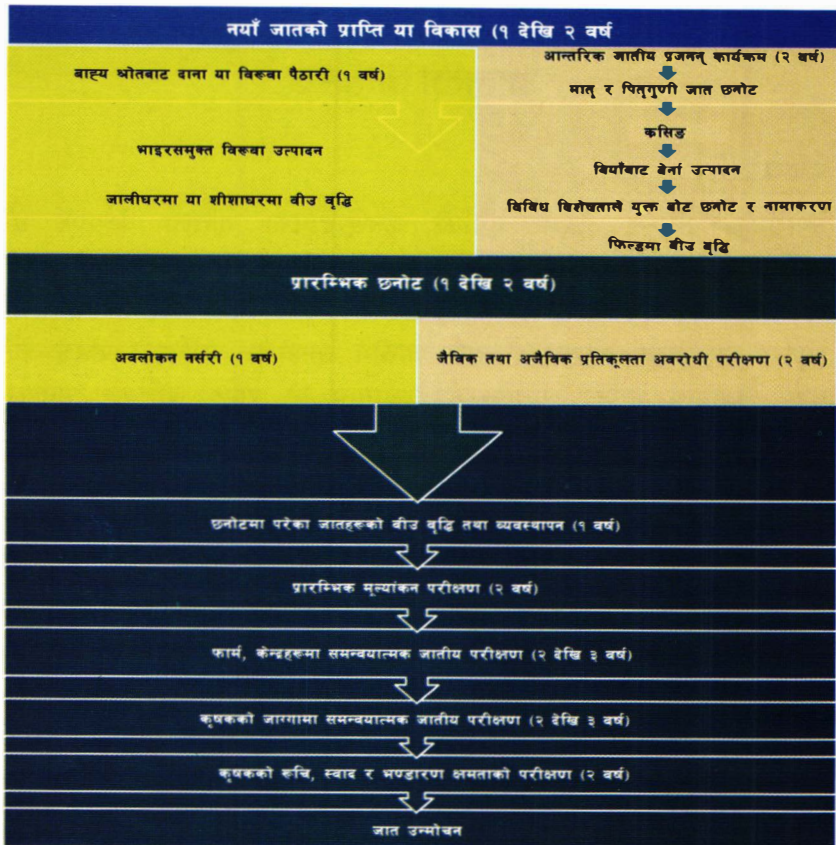 नयाँ जातको प्राप्ति या विकास (१ देखि २ वर्ष
बाह्य श्रोतबाट दाना या विरूवा पैठारी (१ वर्ष)
भाइरसमुक्त विरूवा उत्पादन
जालीघरमा या शीशाघरमा वीउ वृद्धि
आन्तरिक जातीय प्रजनन् कार्यक्रम (२ वर्ष)
मातृ र पितृगुणी जात छनोट
कसिङ
बियाँबाट बेर्ना उत्पादन
विविध विशेषताले युक्त बोट छनोट र नामाकरण
फिल्डमा बीउ बृद्धि
प्रारम्भिक छनोट (१ देखि २ वर्ष)
अवलोकन नर्सरी (१ वर्ष)
जैविक तथा अजैविक प्रतिकूलता अवरोधी परीक्षण (२ वर्ष)
छनोटमा परेका जातहरूको वीउ वृद्धि तथा व्यवस्थापन (१ वर्ष)
प्रारम्भिक मूल्यांकन परीक्षण (२ वर्ष)
फार्म, केन्द्रहरूमा समन्वयात्मक जातीय परीक्षण (२ देखि ३ वर्ष)
कृषकको जाग्गामा समन्वयात्मक जातीय परीक्षण (२ देखि ३ वर्ष)
कृषकको रूचि, स्वाद र भण्डारण क्षमताको परीक्षण (२ वर्ष)
जात उन्मोचन